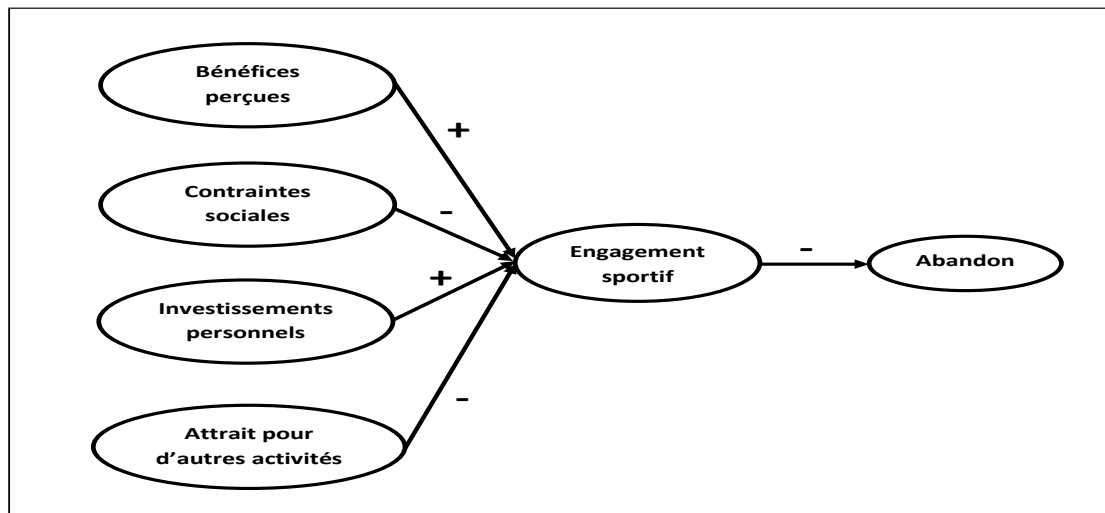 Bénéfices
perçues
+
Contraintes
sociales
-
Engagement
sportif
-
Abandon
+
Investissements
personnels
-
Attrait pour
d'autres activités